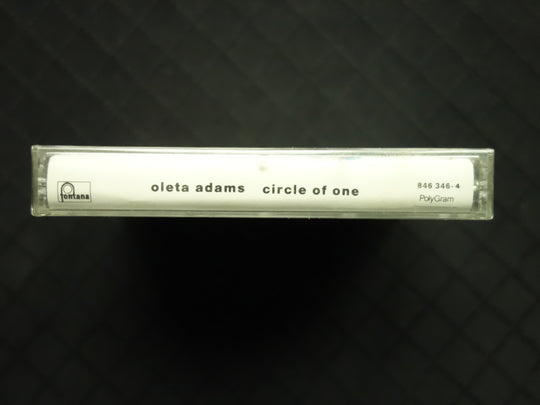 fontana
oleta adams circle of one
846 346-4
PolyGram